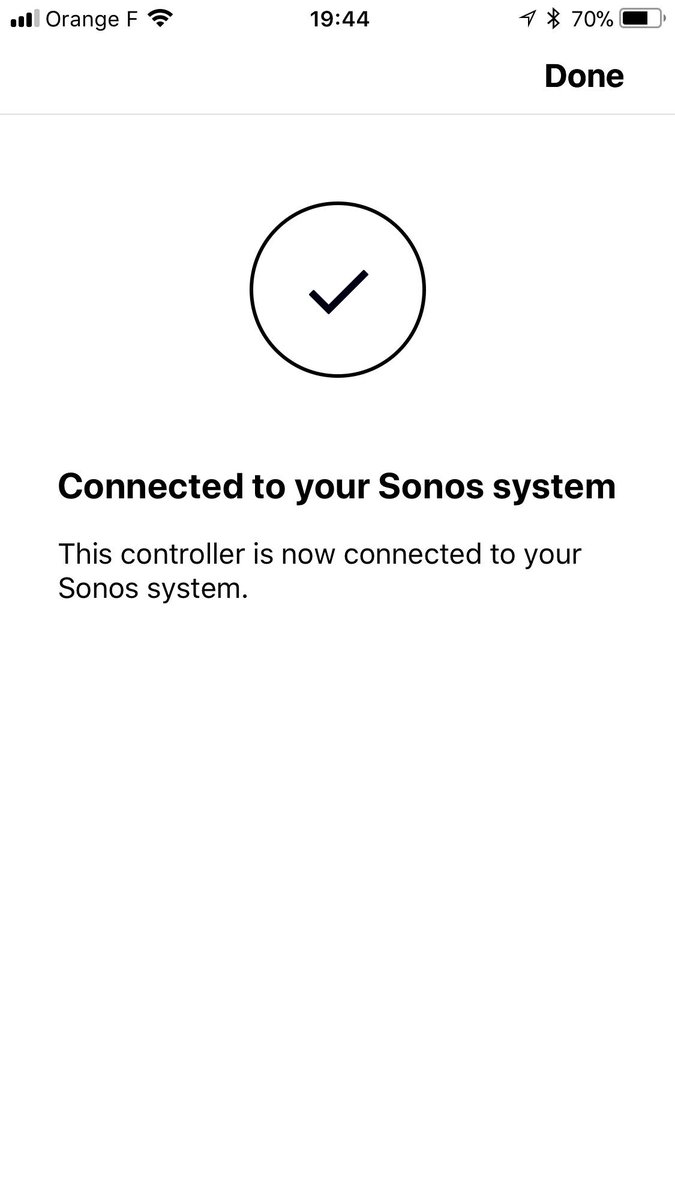 Orange F 19:44 70%
Done
Connected to your Sonos system
This controller is now connected to your
Sonos system.